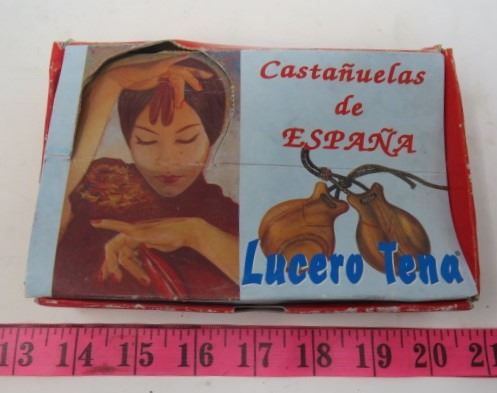 Castañuelas
de
ESPAÑA
Lucero Tena®
13 14 15 16 17 18 19 20 21